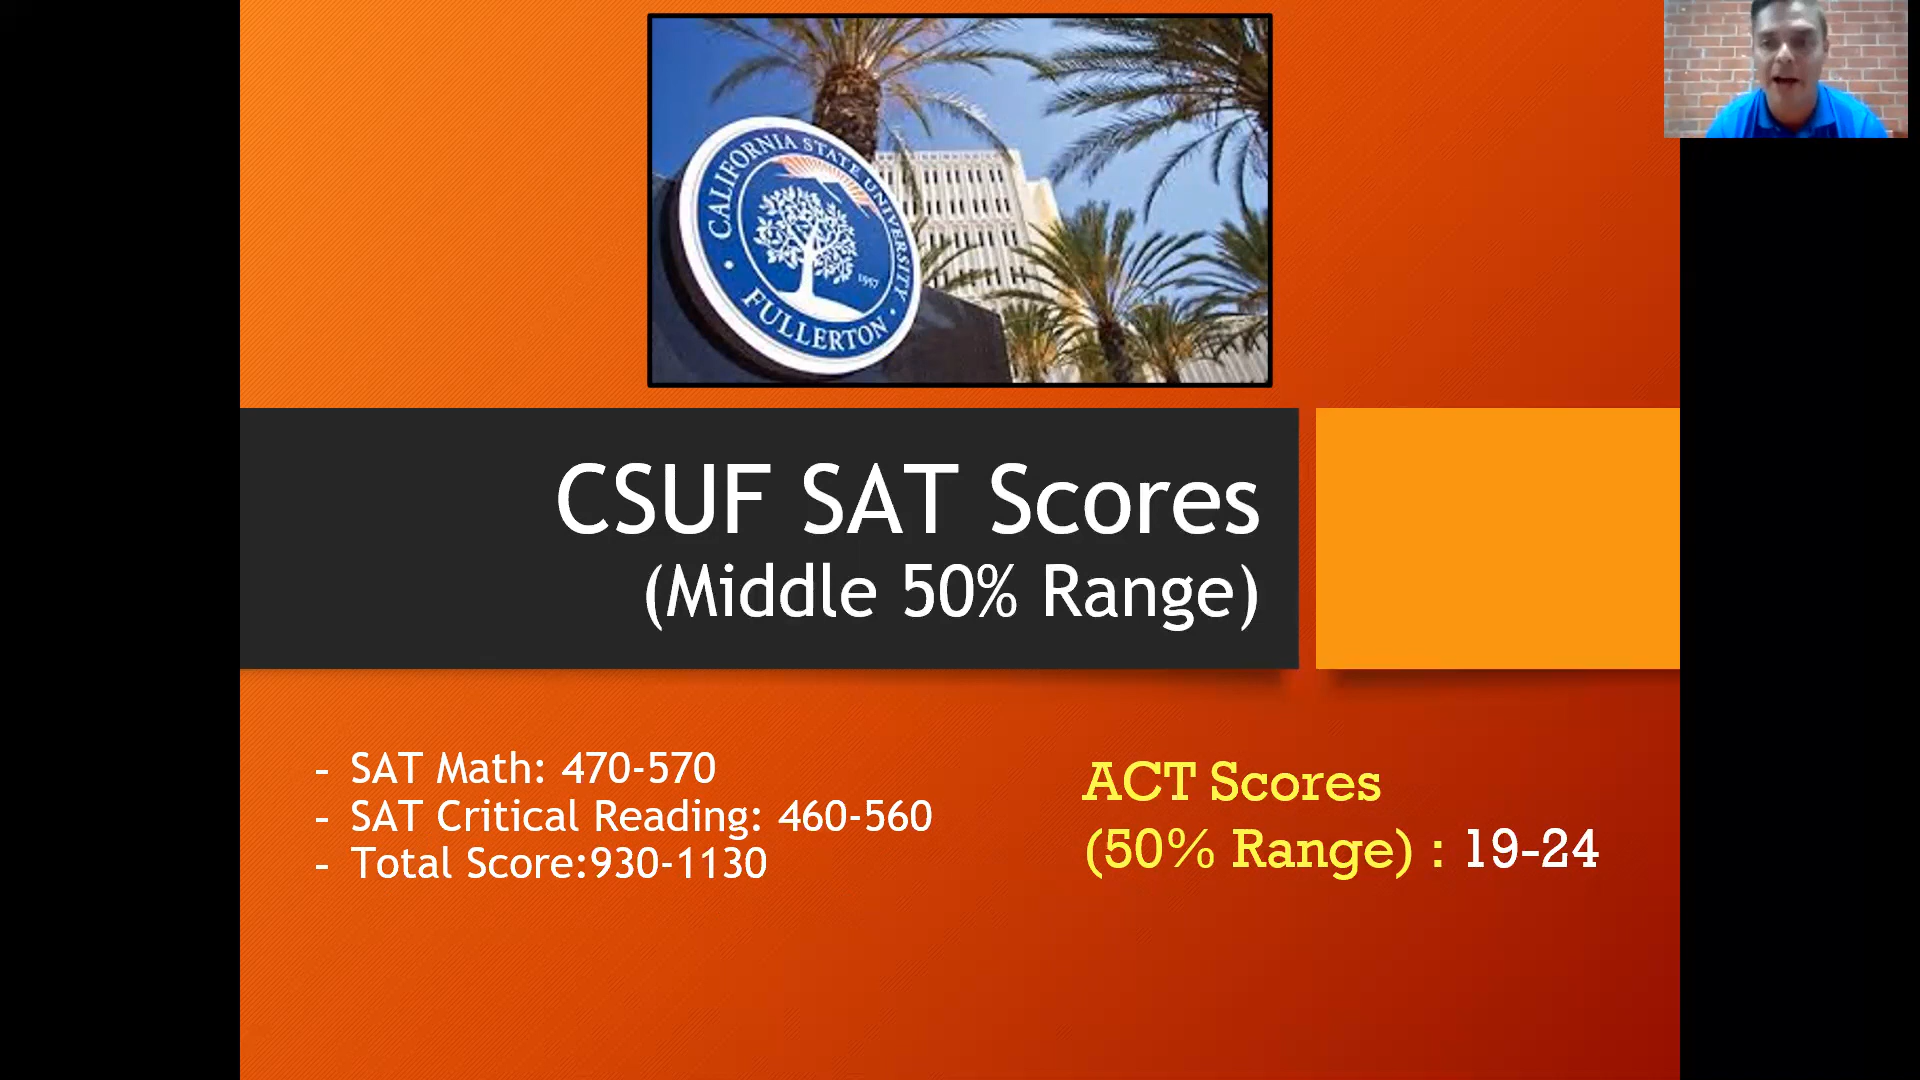 CALIFORNIA STATE UNIVERSITY
1957
FULLERTON
CSUF SAT Scores
(Middle 50% Range)
- SAT Math: 470-570
- SAT Critical Reading: 460-560
- Total Score:930-1130
ACT Scores
(50% Range) : 19-24